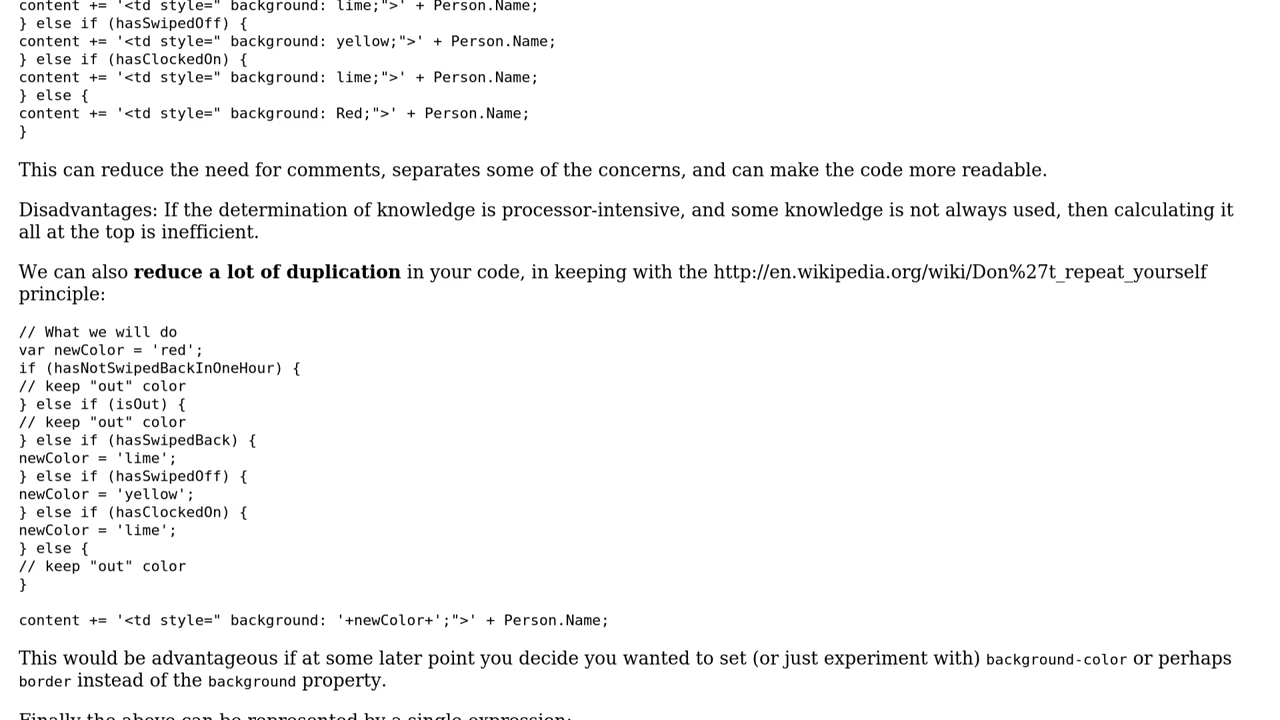 content += '<td style=" background: lime;">' + Person.Name;
} else if (hasSwipedOff) {
content += '<td style=" background: yellow;">' + Person.Name;
} else if (hasClockedOn) {
content += '<td style=" background: lime;">' + Person.Name;
} else {
content += '<td style=" background: Red;">' + Person.Name;
}
This can reduce the need for comments, separates some of the concerns, and can make the code more readable.
Disadvantages: If the determination of knowledge is processor-intensive, and some knowledge is not always used, then calculating it
all at the top is inefficient.
We can also reduce a lot of duplication in your code, in keeping with the http://en.wikipedia.org/wiki/Don%27t_repeat_yourself
principle:
// What we will do
var newColor = 'red';
if (hasNotSwipedBackInOneHour) {
// keep "out" color
} else if (isOut) {
// keep "out" color
} else if (hasSwipedBack) {
newColor = 'lime';
} else if (hasSwipedOff) {
newColor = 'yellow';
} else if (hasClockedOn) {
newColor = 'lime';
} else {
// keep "out" color
}
content += '<td style=" background: '+newColor+';">' + Person.Name;
This would be advantageous if at some later point you decide you wanted to set (or just experiment with) background-color or perhaps
border instead of the background property.
Finally the above can be represented by a single expression: